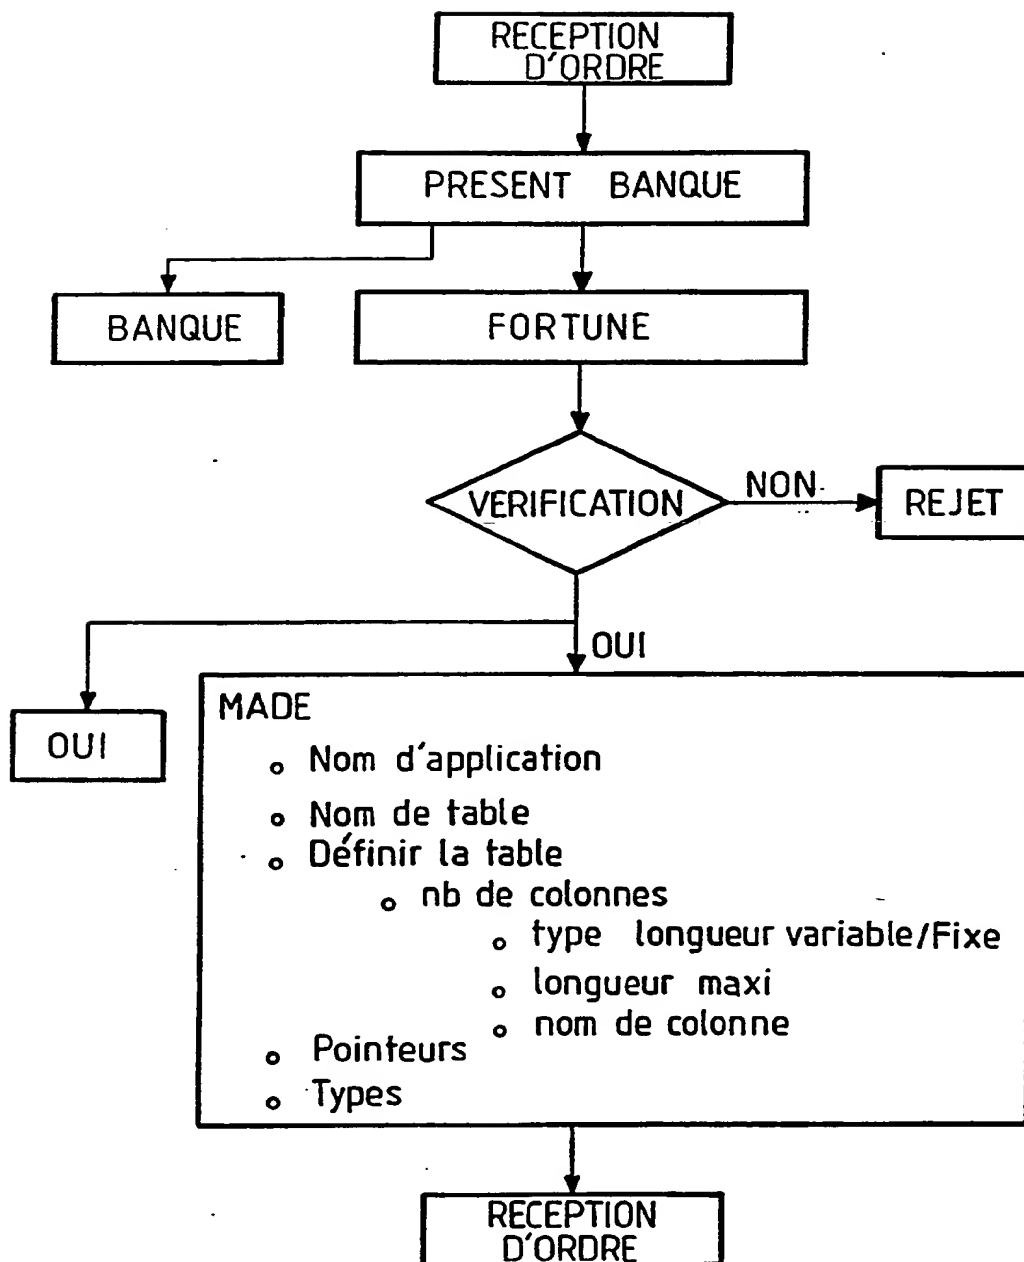 RECEPTION
D'ORDRE
PRESENT BANQUE
BANQUE
FORTUNE
VERIFICATION
NON
REJET
OUI
OUI
MADE
o Nom d'application
o Nom de table
o Définir la table
o nb de colonnes
o type longueur variable/Fixe
o longueur maxi
o nom de colonne
o Pointeurs
o Types
RECEPTION
D'ORDRE